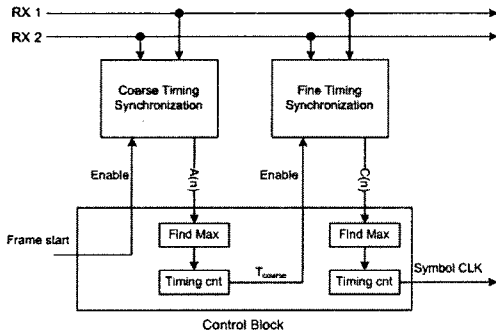 RX 1
RX 2
Coarse Timing
Synchronization
Fine Timing
Synchronization
Enable
A(n)
Enable
C(n)
Frame start
Find Max
Find Max
Timing cnt
T_coarse
Timing cnt
Symbol CLK
Control Block